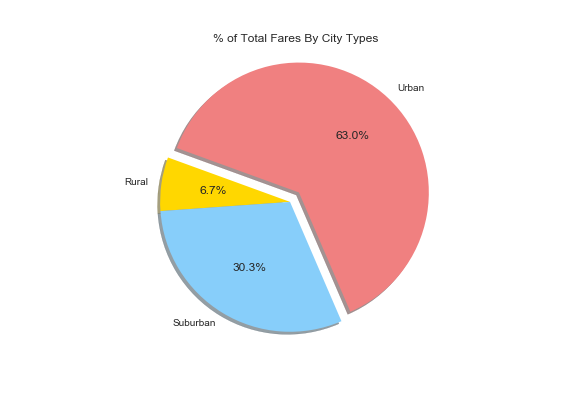 % of Total Fares By City Types
Urban
63.0%
Rural
6.7%
30.3%
Suburban